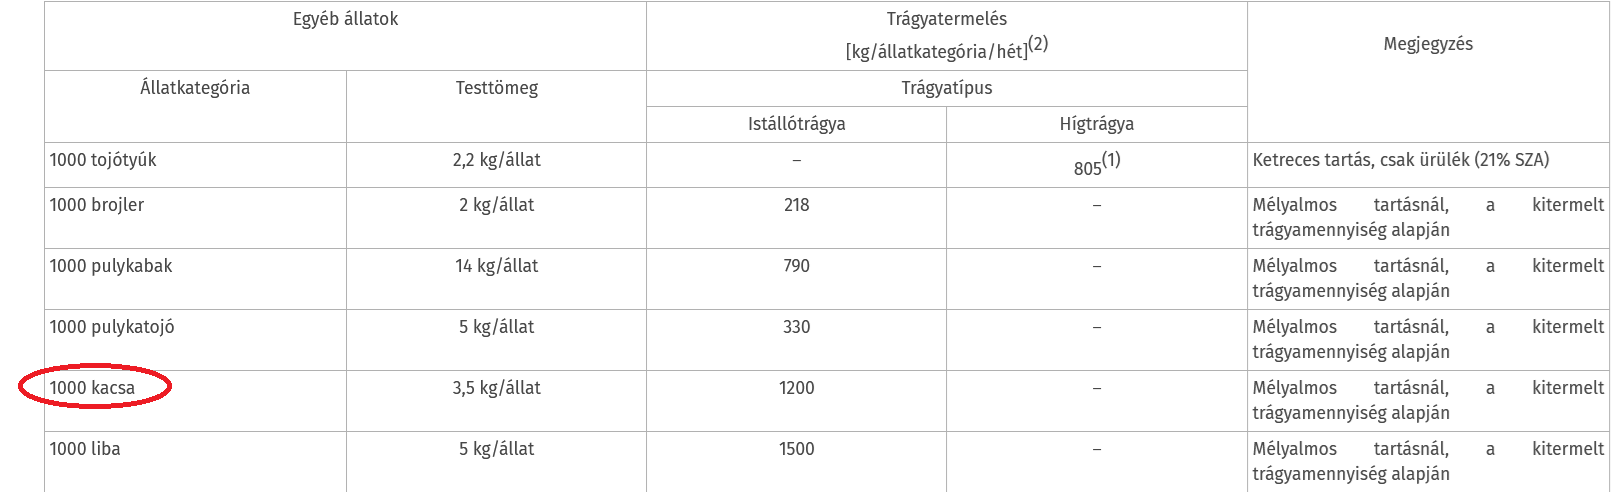 Egyéb állatok
Trágyatermelés
[kg/állatkategória/hét](2)
Megjegyzés
Állatkategória
Testtömeg
Trágyatípus
Istállótrágya
Hígtrágya
1000 tojótyúk
2,2 kg/állat
–
805(1)
Ketreces tartás, csak ürülék (21% SZA)
1000 brojler
2 kg/állat
218
–
Mélyalmos tartásnál, a kitermelt
trágyamennyiség alapján
1000 pulykabak
14 kg/állat
790
–
Mélyalmos tartásnál, a kitermelt
trágyamennyiség alapján
1000 pulykatojó
5 kg/állat
330
–
Mélyalmos tartásnál, a kitermelt
trágyamennyiség alapján
1000 kacsa
3,5 kg/állat
1200
–
Mélyalmos tartásnál, a kitermelt
trágyamennyiség alapján
1000 liba
5 kg/állat
1500
–
Mélyalmos tartásnál, a kitermelt
trágyamennyiség alapján